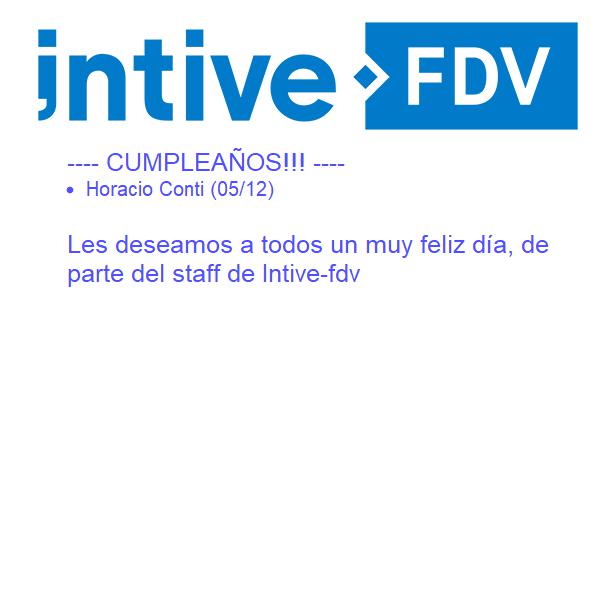 intive FDV
---- CUMPLEAÑOS!!! ----
• Horacio Conti (05/12)
Les deseamos a todos un muy feliz día, de
parte del staff de Intive-fdv